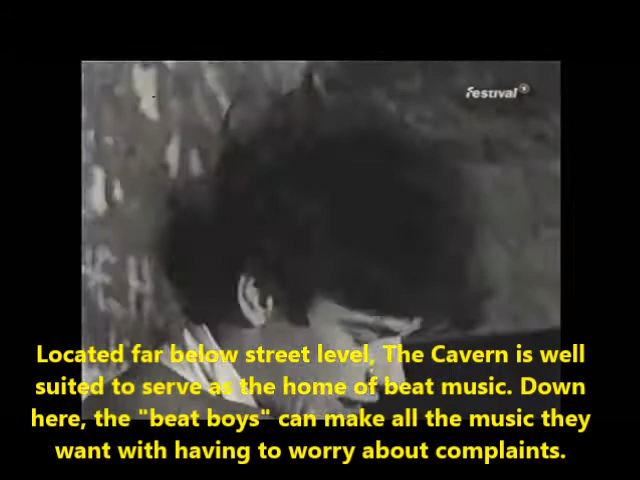 festival
Located far below street level, The Cavern is well
suited to serve as the home of beat music. Down
here, the "beat boys" can make all the music they
want with having to worry about complaints.